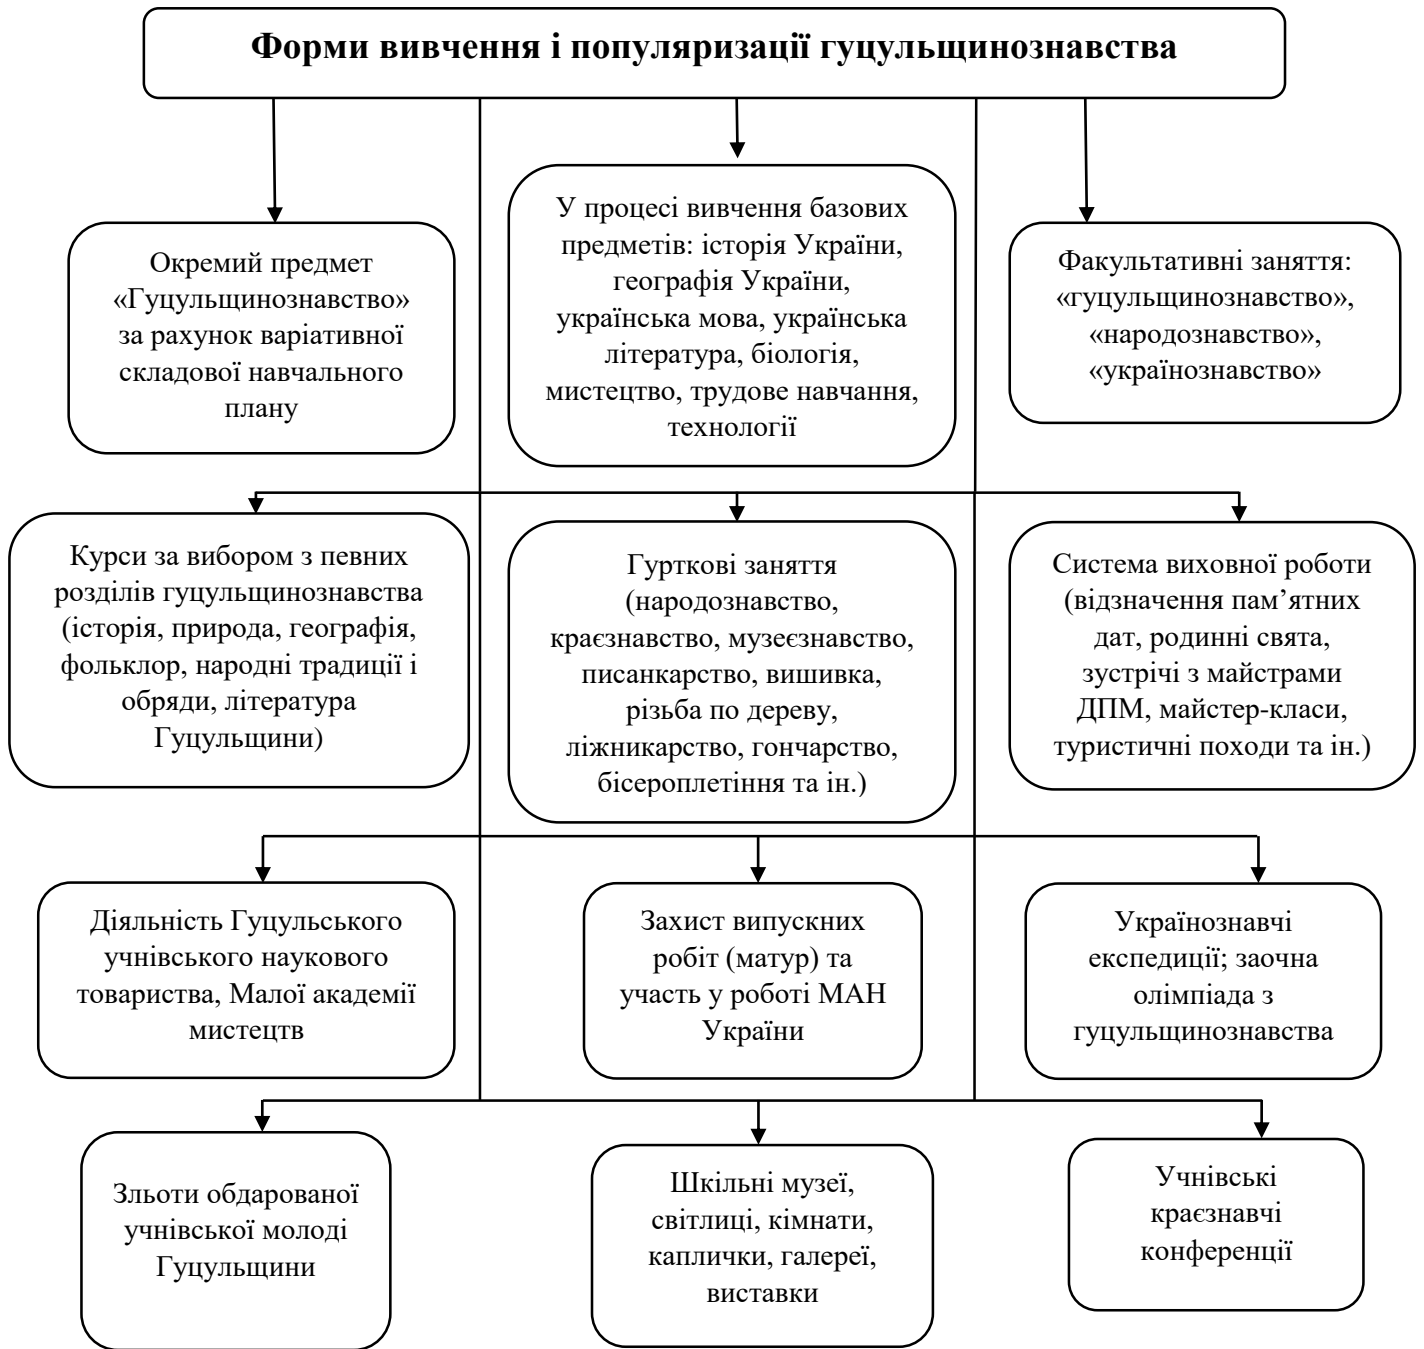 Форми вивчення і популяризації гуцульщинознавства
Окремий предмет
«Гуцульщинознавство»
за рахунок варіативної
складової навчального
плану
У процесі вивчення базових
предметів: історія України,
географія України,
українська мова, українська
література, біологія,
мистецтво, трудове навчання,
технології
Факультативні заняття:
«гуцульщинознавство»,
«народознавство»,
«українознавство»
Курси за вибором з певних
розділів гуцульщинознавства
(історія, природа, географія,
фольклор, народні традиції і
обряди, література
Гуцульщини)
Гурткові заняття
(народознавство,
краєзнавство, музеєзнавство,
писанкарство, вишивка,
різьба по дереву,
ліжникарство, гончарство,
бісероплетіння та ін.)
Система виховної роботи
(відзначення пам’ятних
дат, родинні свята,
зустрічі з майстрами
ДПМ, майстер-класи,
туристичні походи та ін.)
Діяльність Гуцульського
учнівського наукового
товариства, Малої академії
мистецтв
Захист випускних
робіт (матур) та
участь у роботі МАН
України
Українознавчі
експедиції; заочна
олімпіада з
гуцульщинознавства
Зльоти обдарованої
учнівської молоді
Гуцульщини
Шкільні музеї,
світлиці, кімнати,
каплички, галереї,
виставки
Учнівські
краєзнавчі
конференції